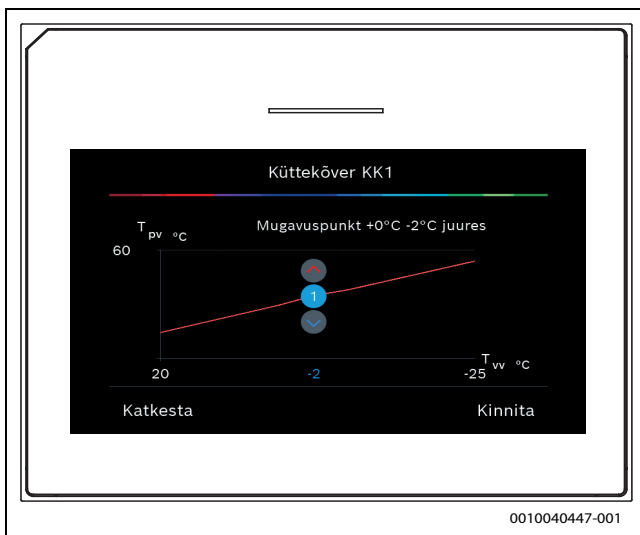 Küttekõver KK1
T pv °C
Mugavuspunkt +0°C -2°C juures
60
1
T vv °C
20 -2 -25
Katkesta Kinnita
0010040447-001